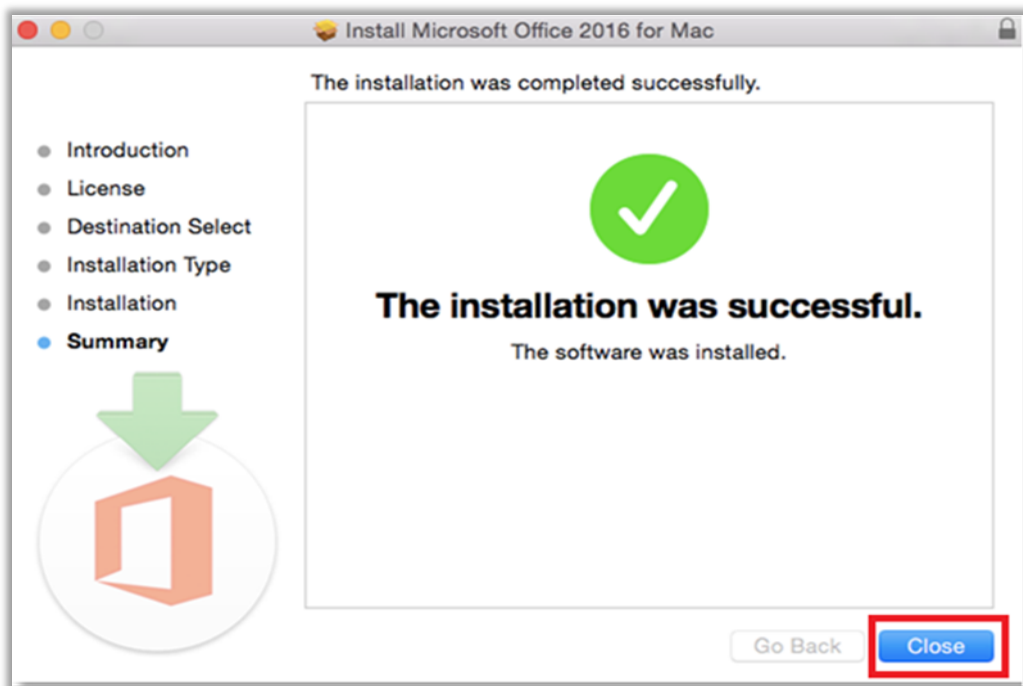 Install Microsoft Office 2016 for Mac
The installation was completed successfully.
Introduction
License
Destination Select
Installation Type
Installation
Summary
The installation was successful.
The software was installed.
Go Back
Close